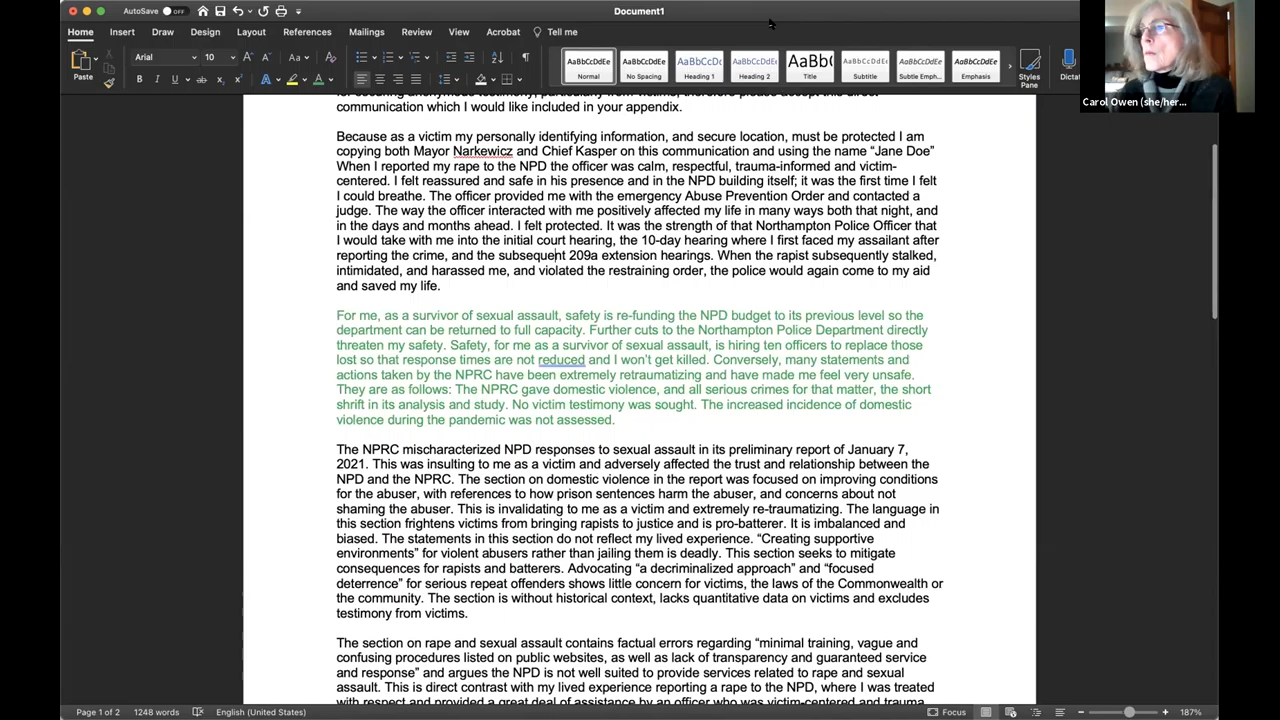 AutoSave OFF
Document1
Home Insert Draw Design Layout References Mailings Review View Acrobat Tell me
Paste
Arial 10
AaBbCcDdEe AaBbCcDdEe AaBbCcDc AaBbCcDdEe AaBb( AaBbCcDdEe AaBbCcDdEe AaBbCcDdEe
Normal No Spacing Heading 1 Heading 2 Title Subtitle Subtle Emph... Emphasis
Styles Pane
Dictat
Carol Owen (she/her...
communication which I would like included in your appendix.
Because as a victim my personally identifying information, and secure location, must be protected I am
copying both Mayor Narkewicz and Chief Kasper on this communication and using the name “Jane Doe”
When I reported my rape to the NPD the officer was calm, respectful, trauma-informed and victim-
centered. I felt reassured and safe in his presence and in the NPD building itself; it was the first time I felt
I could breathe. The officer provided me with the emergency Abuse Prevention Order and contacted a
judge. The way the officer interacted with me positively affected my life in many ways both that night, and
in the days and months ahead. I felt protected. It was the strength of that Northampton Police Officer that
I would take with me into the initial court hearing, the 10-day hearing where I first faced my assailant after
reporting the crime, and the subsequent 209a extension hearings. When the rapist subsequently stalked,
intimidated, and harassed me, and violated the restraining order, the police would again come to my aid
and saved my life.
For me, as a survivor of sexual assault, safety is re-funding the NPD budget to its previous level so the
department can be returned to full capacity. Further cuts to the Northampton Police Department directly
threaten my safety. Safety, for me as a survivor of sexual assault, is hiring ten officers to replace those
lost so that response times are not reduced and I won’t get killed. Conversely, many statements and
actions taken by the NPRC have been extremely retraumatizing and have made me feel very unsafe.
They are as follows: The NPRC gave domestic violence, and all serious crimes for that matter, the short
shrift in its analysis and study. No victim testimony was sought. The increased incidence of domestic
violence during the pandemic was not assessed.
The NPRC mischaracterized NPD responses to sexual assault in its preliminary report of January 7,
2021. This was insulting to me as a victim and adversely affected the trust and relationship between the
NPD and the NPRC. The section on domestic violence in the report was focused on improving conditions
for the abuser, with references to how prison sentences harm the abuser, and concerns about not
shaming the abuser. This is invalidating to me as a victim and extremely re-traumatizing. The language in
this section frightens victims from bringing rapists to justice and is pro-batterer. It is imbalanced and
biased. The statements in this section do not reflect my lived experience. “Creating supportive
environments” for violent abusers rather than jailing them is deadly. This section seeks to mitigate
consequences for rapists and batterers. Advocating “a decriminalized approach” and “focused
deterrence” for serious repeat offenders shows little concern for victims, the laws of the Commonwealth or
the community. The section is without historical context, lacks quantitative data on victims and excludes
testimony from victims.
The section on rape and sexual assault contains factual errors regarding “minimal training, vague and
confusing procedures listed on public websites, as well as lack of transparency and guaranteed service
and response” and argues the NPD is not well suited to provide services related to rape and sexual
assault. This is direct contrast with my lived experience reporting a rape to the NPD, where I was treated
with respect and provided a great deal of assistance by an officer who was victim-centered and trauma
Page 1 of 2 1248 words English (United States) Focus 187%